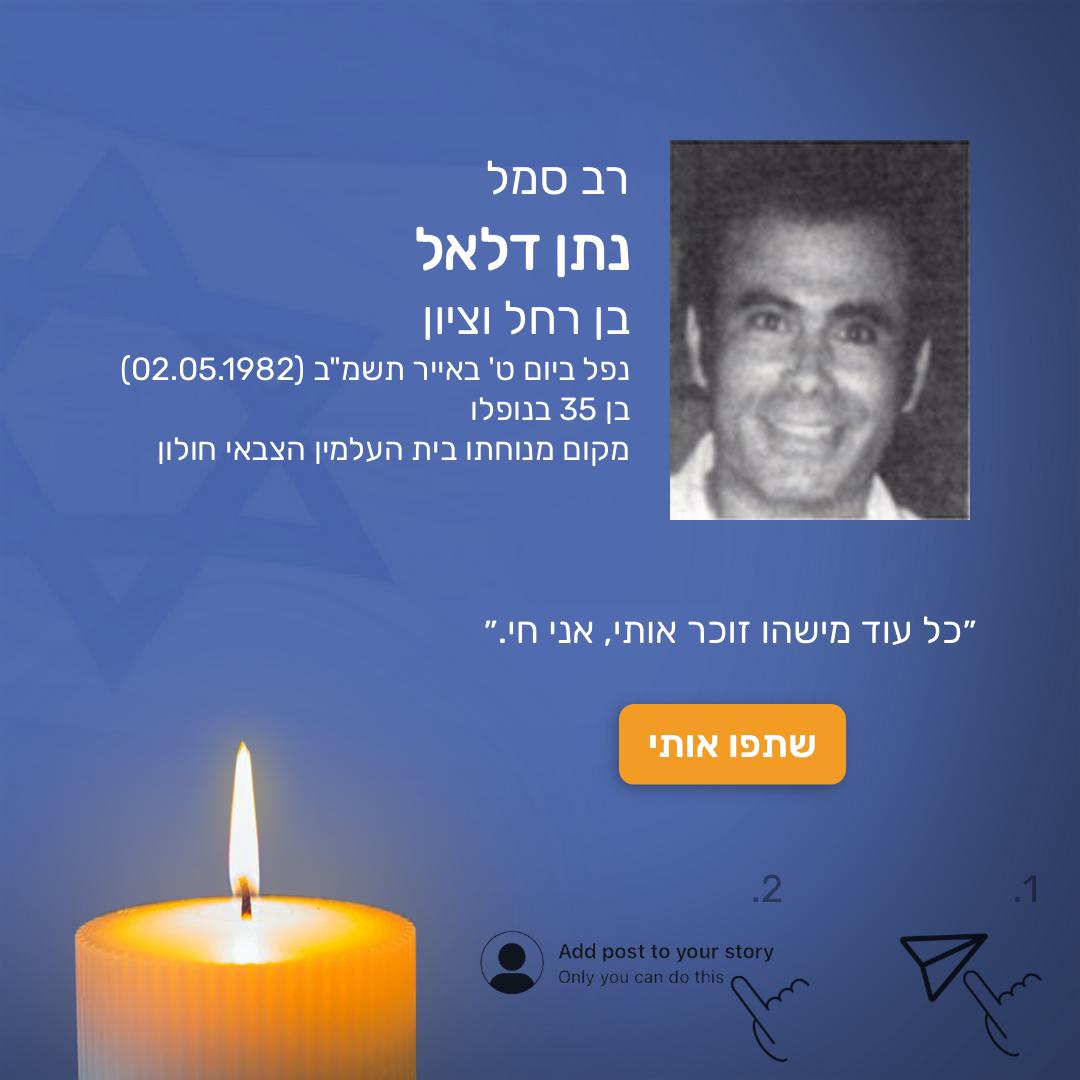 רב סמל
נתן דלאל
בן רחל וציון
נפל ביום ט' באייר תשמ"ב (02.05.1982)
בן 35 בנופלו
מקום מנוחתו בית העלמין הצבאי חולון
״כל עוד מישהו זוכר אותי, אני חי.״
שתפו אותי
.1
.2
Add post to your story
Only you can do this